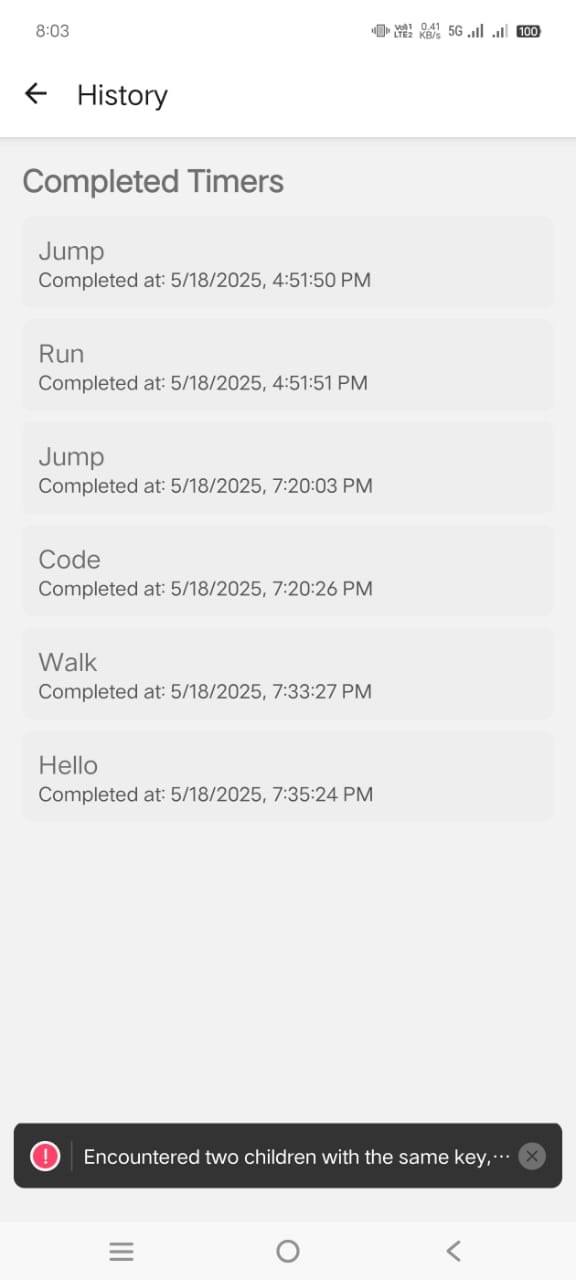 8:03
Vo1 LTE2 0.41 KB/s 5G 100
History
Completed Timers
Jump
Completed at: 5/18/2025, 4:51:50 PM
Run
Completed at: 5/18/2025, 4:51:51 PM
Jump
Completed at: 5/18/2025, 7:20:03 PM
Code
Completed at: 5/18/2025, 7:20:26 PM
Walk
Completed at: 5/18/2025, 7:33:27 PM
Hello
Completed at: 5/18/2025, 7:35:24 PM
Encountered two children with the same key,···